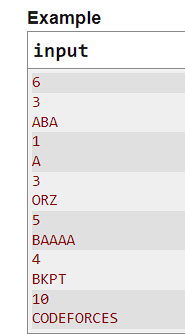 Example
input
6
3
ABA
1
A
3
ORZ
5
BAAAA
4
BKPT
10
CODEFORCES